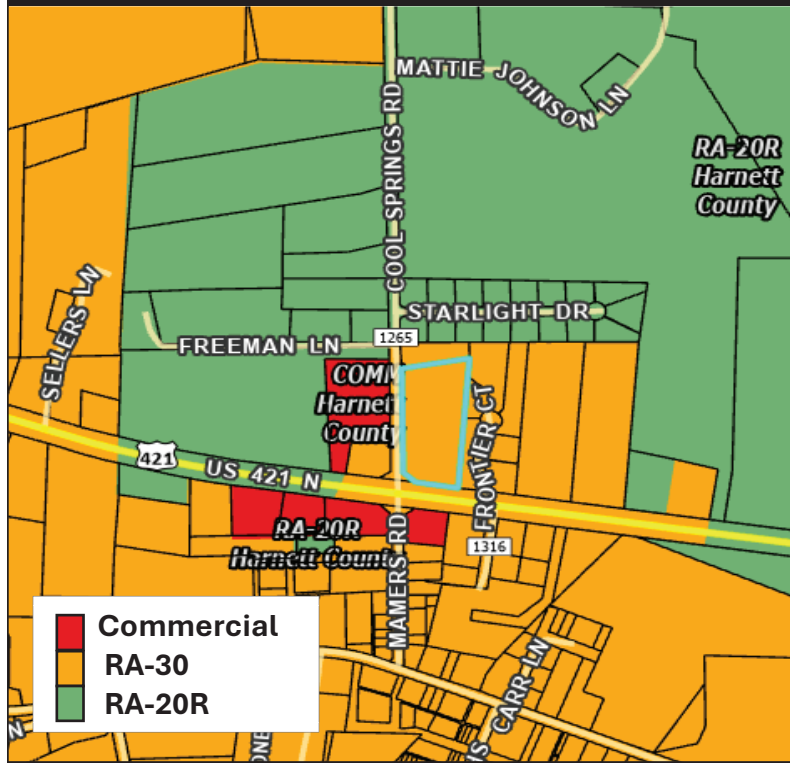 MATTIE JOHNSON LN
COOL SPRINGS RD
RA-20R
Harnett
County
SELLERS LN
STARLIGHT DR
1265
FREEMAN LN
COMM
Harnett
County
FRONTIER CT
421
US 421 N
RA-20R
Harnett County
1316
MAMERS RD
Commercial
RA-30
RA-20R
CARR LN
N